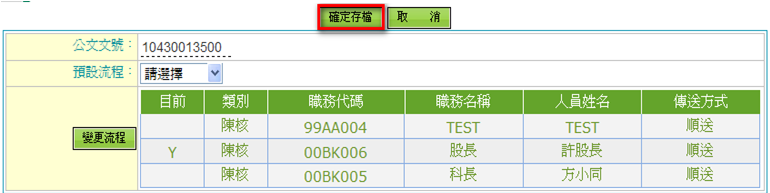 確定存檔 取 消
公文文號： 10430013500
預設流程： 請選擇
變更流程
目前 類別 職務代碼 職務名稱 人員姓名 傳送方式
陳核 99AA004 TEST TEST 順送
Y 陳核 00BK006 股長 許股長 順送
陳核 00BK005 科長 方小同 順送